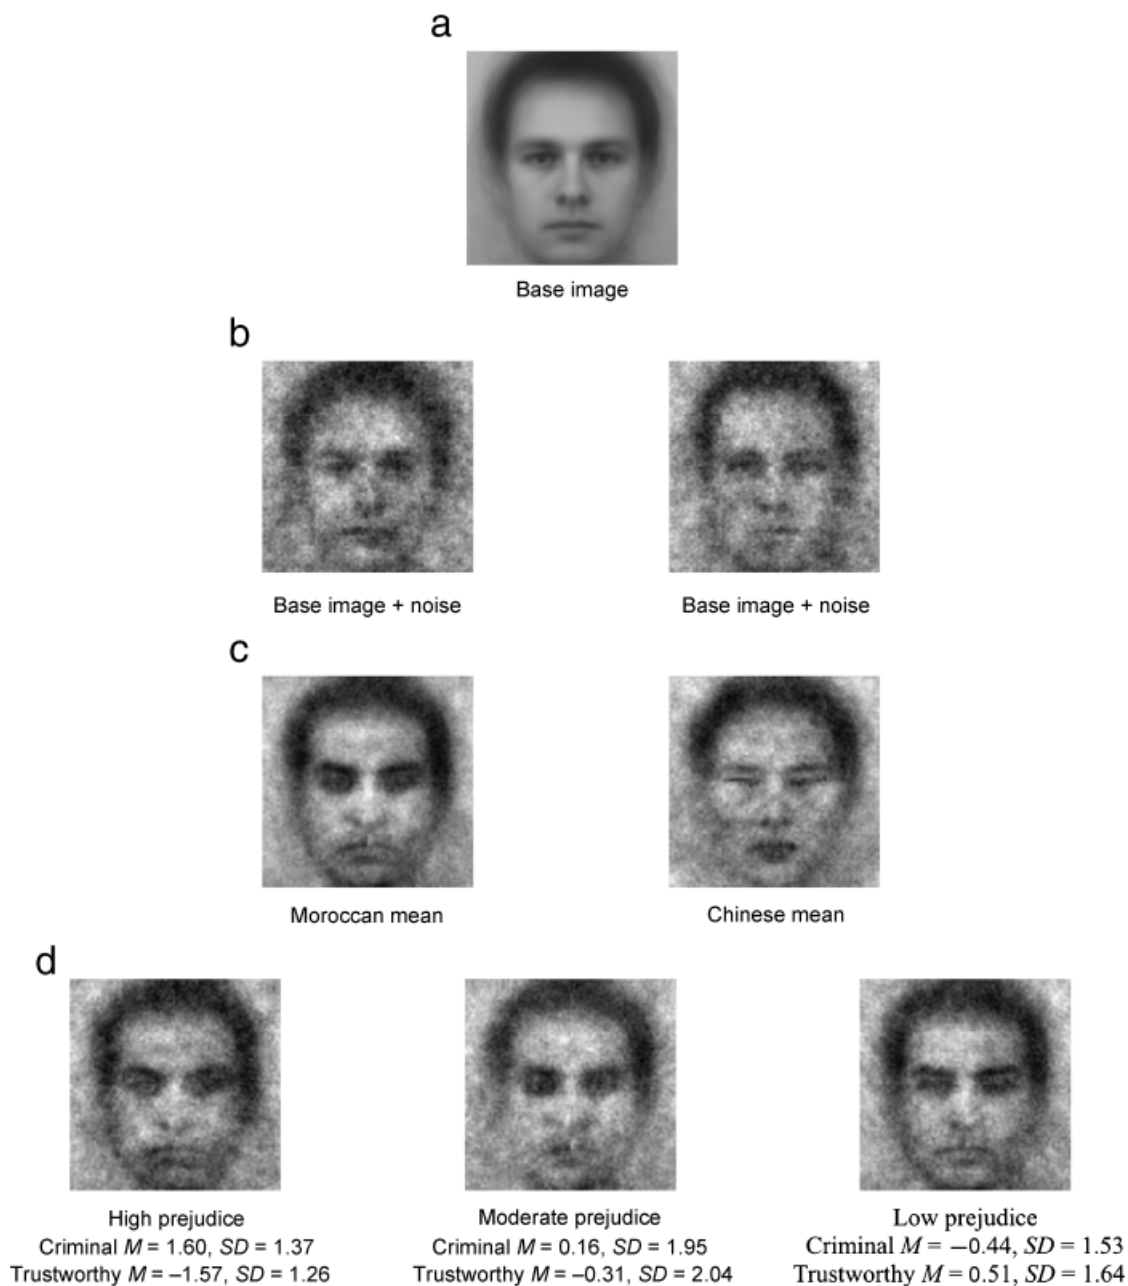 a
Base image
b
Base image + noise
Base image + noise
c
Moroccan mean
Chinese mean
d
High prejudice
Criminal M = 1.60, SD = 1.37
Trustworthy M = –1.57, SD = 1.26
Moderate prejudice
Criminal M = 0.16, SD = 1.95
Trustworthy M = –0.31, SD = 2.04
Low prejudice
Criminal M = −0.44, SD = 1.53
Trustworthy M = 0.51, SD = 1.64